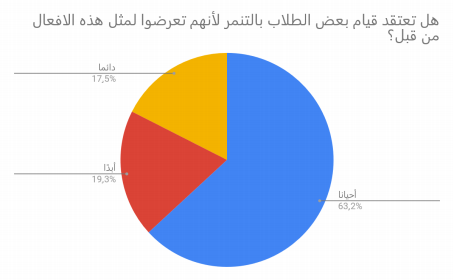 هل تعتقد قيام بعض الطلاب بالتنمر لأنهم تعرضوا لمثل هذه الافعال
من قبل؟
دائما
17,5%
أبدًا
19,3%
أحيانا
63,2%